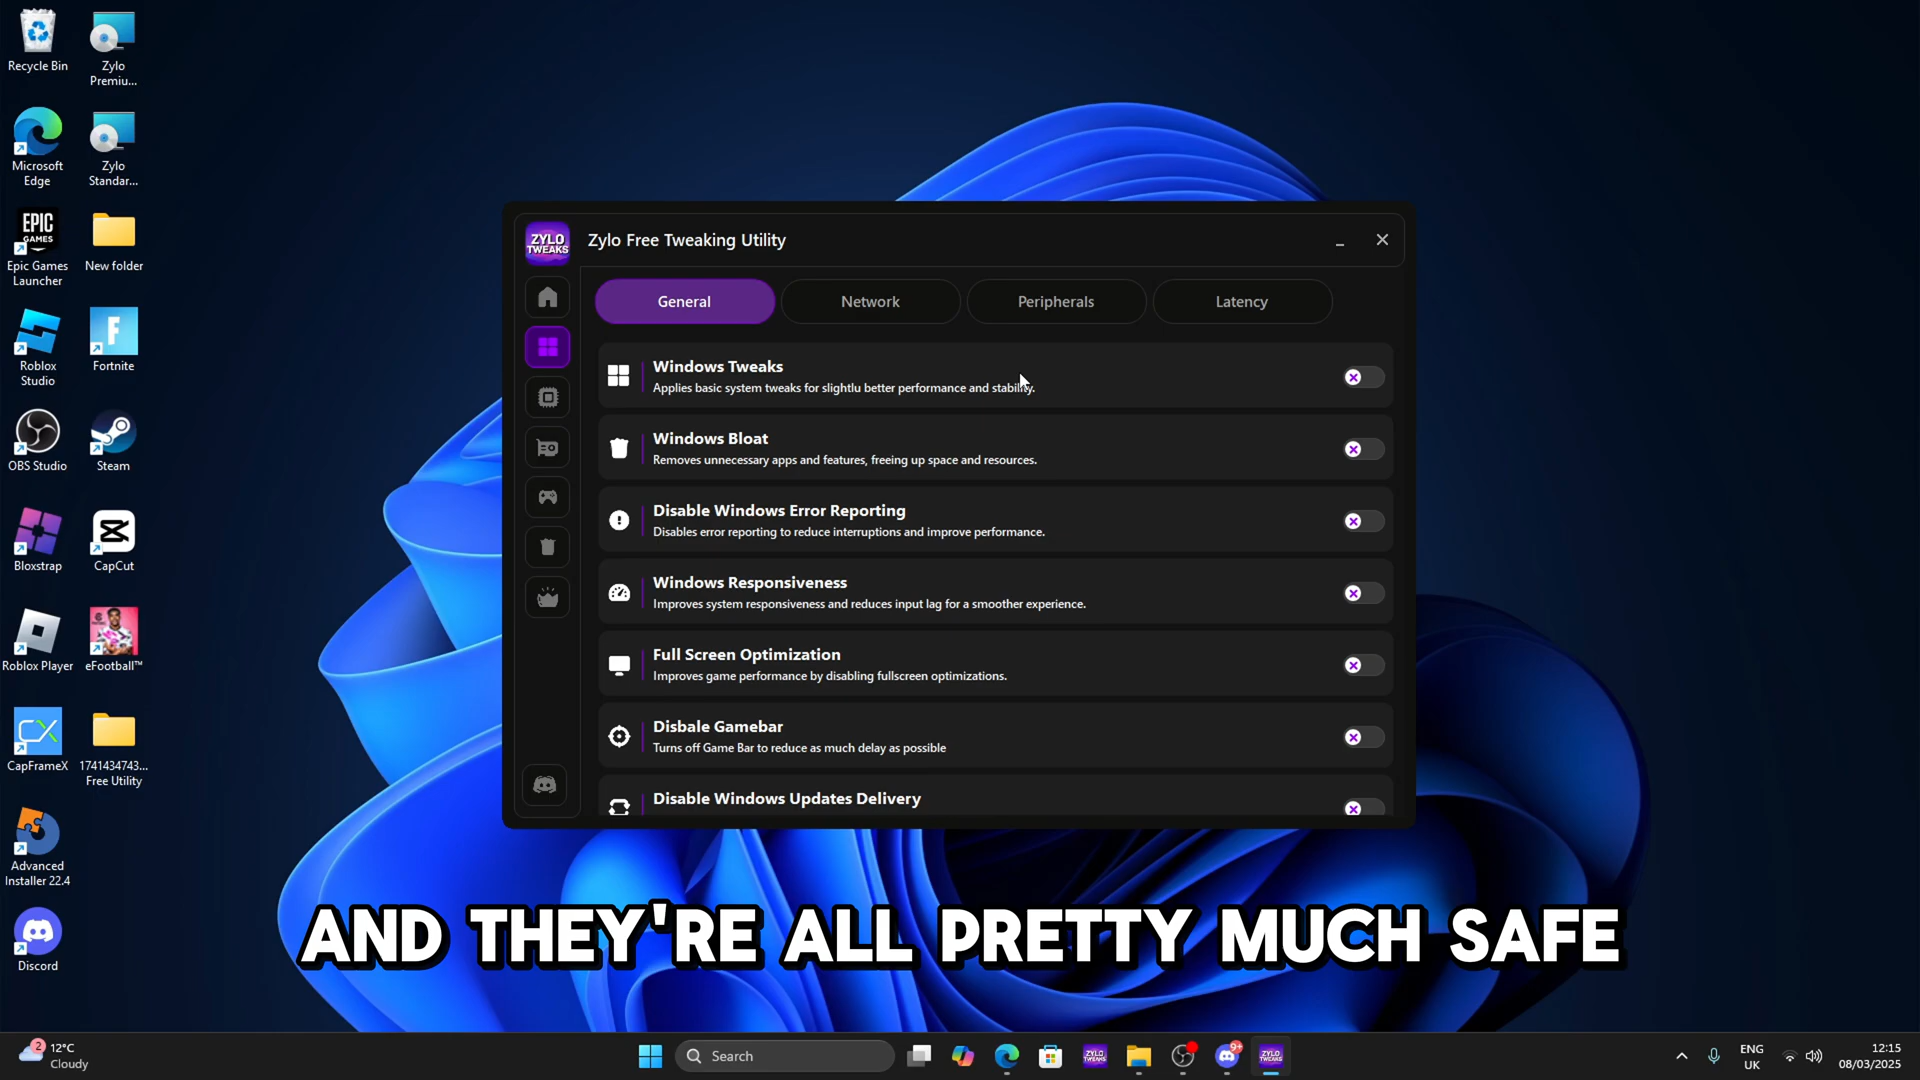 Recycle Bin
Zylo
Premiu...
Microsoft
Edge
Zylo
Standar...
EPIC
GAMES
Epic Games
Launcher
New folder
Roblox
Studio
Fortnite
OBS Studio
Steam
Bloxstrap
CapCut
Roblox Player
eFootball™
CapFrameX
1741434743...
Free Utility
Advanced
Installer 22.4
Discord
ZYLO
TWEAKS
Zylo Free Tweaking Utility
General
Network
Peripherals
Latency
Windows Tweaks
Applies basic system tweaks for slightlu better performance and stability.
Windows Bloat
Removes unnecessary apps and features, freeing up space and resources.
Disable Windows Error Reporting
Disables error reporting to reduce interruptions and improve performance.
Windows Responsiveness
Improves system responsiveness and reduces input lag for a smoother experience.
Full Screen Optimization
Improves game performance by disabling fullscreen optimizations.
Disbale Gamebar
Turns off Game Bar to reduce as much delay as possible
Disable Windows Updates Delivery
AND THEY'RE ALL PRETTY MUCH SAFE
2
12°C
Cloudy
Search
ZYLO
TWEAKS
9+
ZYLO
TWEAKS
ENG
UK
12:15
08/03/2025